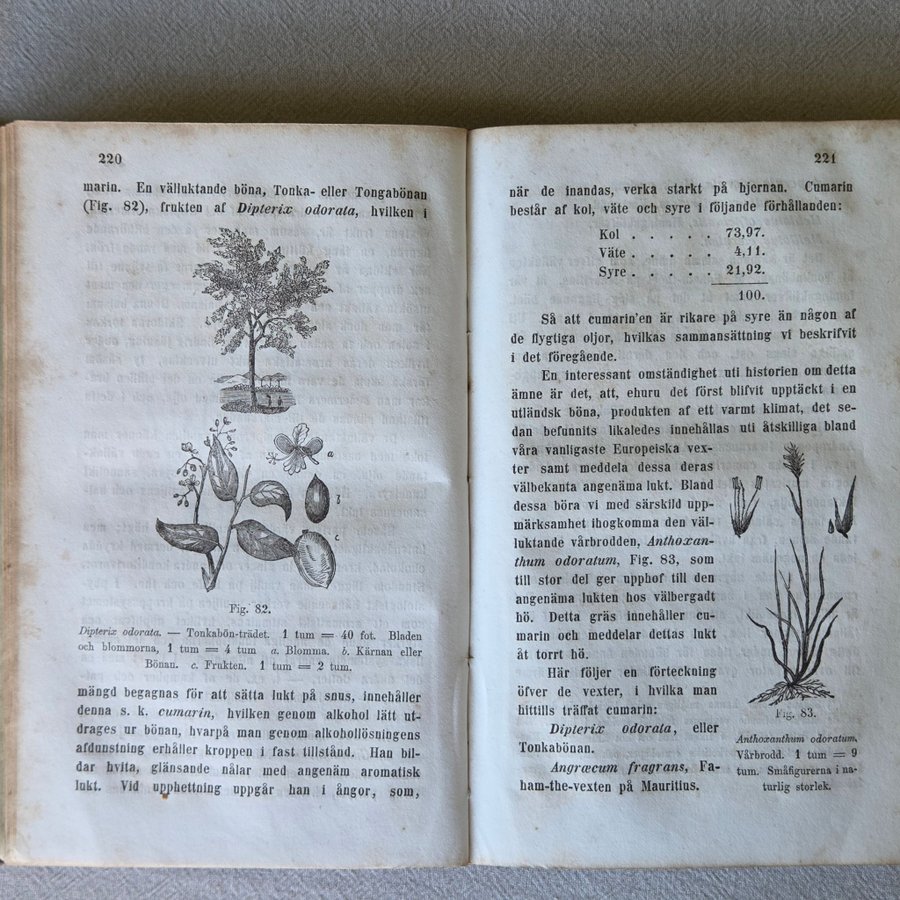 220
marin. En välluktande böna, Tonka- eller Tongabönan
(Fig. 82), frukten af Dipterix odorata, hvilken i
a
b
c
Fig. 82.
Dipterix odorata. — Tonkabön-trädet. 1 tum = 40 fot. Bladen
och blommorna, 1 tum = 4 tum a. Blomma. b. Kärnan eller
Bönan. c. Frukten. 1 tum = 2 tum.
mängd begagnas för att sätta lukt på snus, innehåller
denna s. k. cumarin, hvilken genom alkohol lätt ut-
drages ur bönan, hvarpå man genom alkohollösningens
afdunstning erhåller kroppen i fast tillstånd. Han bil-
dar hvita, glänsande nålar med angenäm aromatisk
lukt. Vid upphettning uppgår han i ångor, som,
221
när de inandas, verka starkt på hjernan. Cumarin
består af kol, väte och syre i följande förhållanden:
Kol . . . . . 73,97.
Väte . . . . . 4,11.
Syre . . . . . 21,92.
100.
Så att cumarin'en är rikare på syre än någon af
de flygtiga oljor, hvilkas sammansättning vi beskrifvit
i det föregående.
En interessant omständighet uti historien om detta
ämne är det, att, ehuru det först blifvit upptäckt i en
utländsk böna, produkten af ett varmt klimat, det se-
dan befunnits likaledes innehållas uti åtskilliga bland
våra vanligaste Europeiska vex-
ter samt meddela dessa deras
välbekanta angenäma lukt. Bland
dessa böra vi med särskild upp-
märksamhet ihogkomma den väl-
luktande vårbrodden, Anthoxan-
thum odoratum, Fig. 83, som
till stor del ger upphof till den
angenäma lukten hos välbergadt
hö. Detta gräs innehåller cu-
marin och meddelar dettas lukt
åt torrt hö.
Här följer en förteckning
öfver de vexter, i hvilka man
hittills träffat cumarin:
Dipterix odorata, eller
Tonkabönan.
Angræcum fragrans, Fa-
ham-the-vexten på Mauritius.
Fig. 83.
Anthoxanthum odoratum.
Vårbrodd. 1 tum = 9
tum. Småfigurerna i na-
turlig storlek.